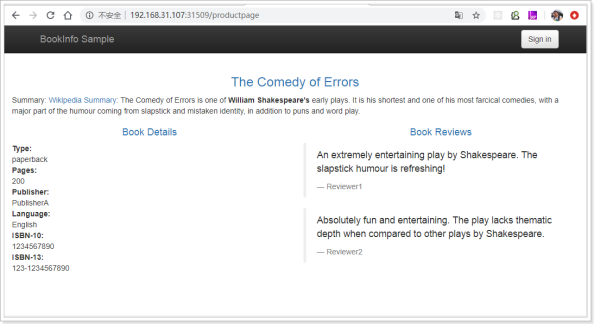 不安全 192.168.31.107:31509/productpage
BookInfo Sample
Sign in
The Comedy of Errors
Summary: Wikipedia Summary: The Comedy of Errors is one of William Shakespeare's early plays. It is his shortest and one of his most farcical comedies, with a
major part of the humour coming from slapstick and mistaken identity, in addition to puns and word play.
Book Details
Type:
paperback
Pages:
200
Publisher:
PublisherA
Language:
English
ISBN-10:
1234567890
ISBN-13:
123-1234567890
Book Reviews
An extremely entertaining play by Shakespeare. The
slapstick humour is refreshing!
— Reviewer1
Absolutely fun and entertaining. The play lacks thematic
depth when compared to other plays by Shakespeare.
— Reviewer2